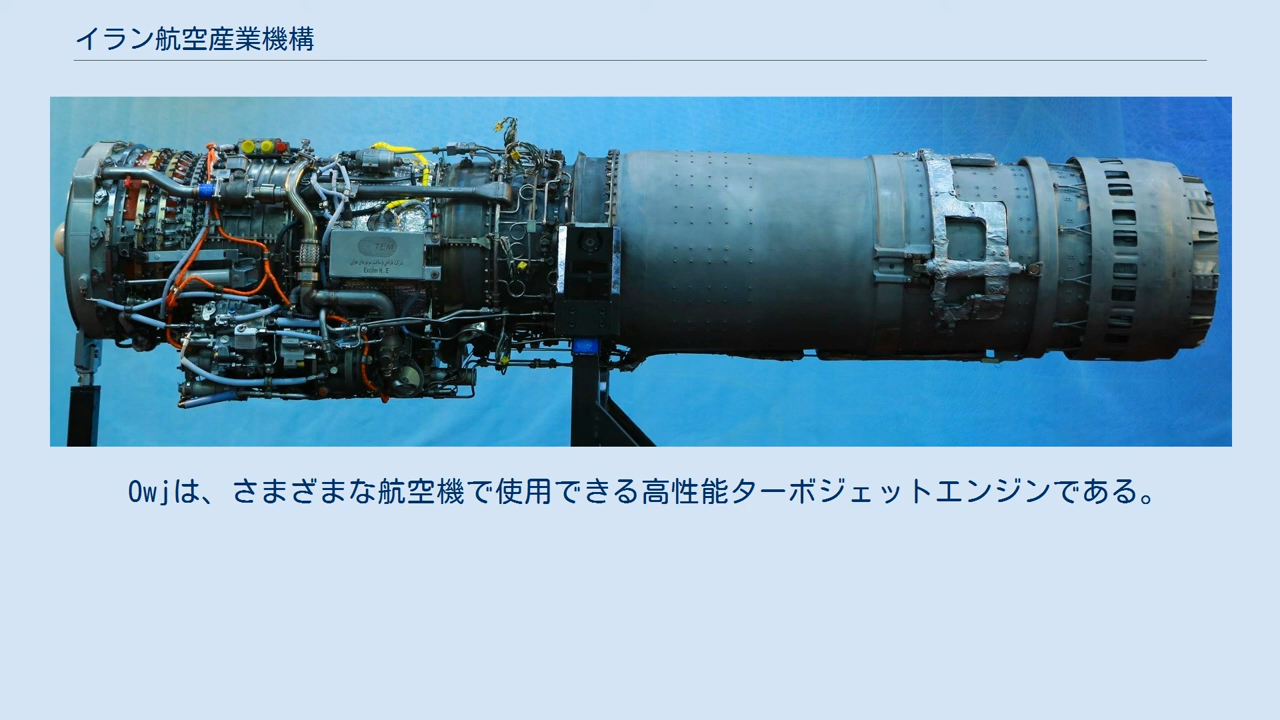 イラン航空産業機構
TEM
Owjは、さまざまな航空機で使用できる高性能ターボジェットエンジンである。